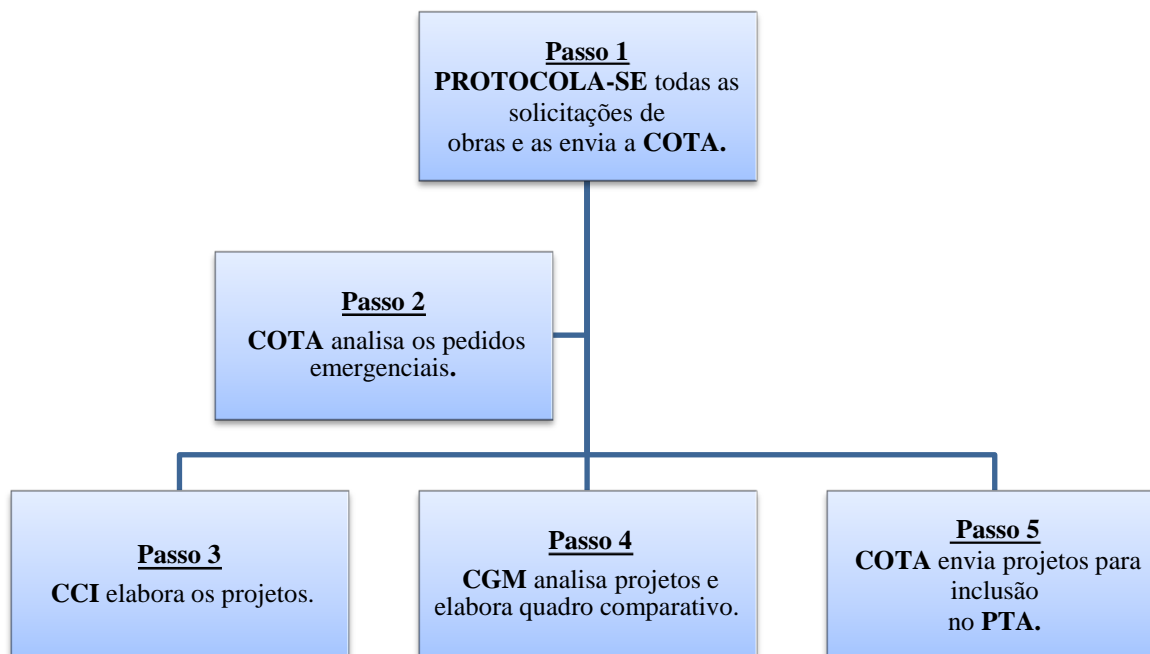 Passo 1
PROTOCOLA-SE todas as
solicitações de
obras e as envia a COTA.
Passo 2
COTA analisa os pedidos
emergenciais.
Passo 3
CCI elabora os projetos.
Passo 4
CGM analisa projetos e
elabora quadro comparativo.
Passo 5
COTA envia projetos para
inclusão
no PTA.